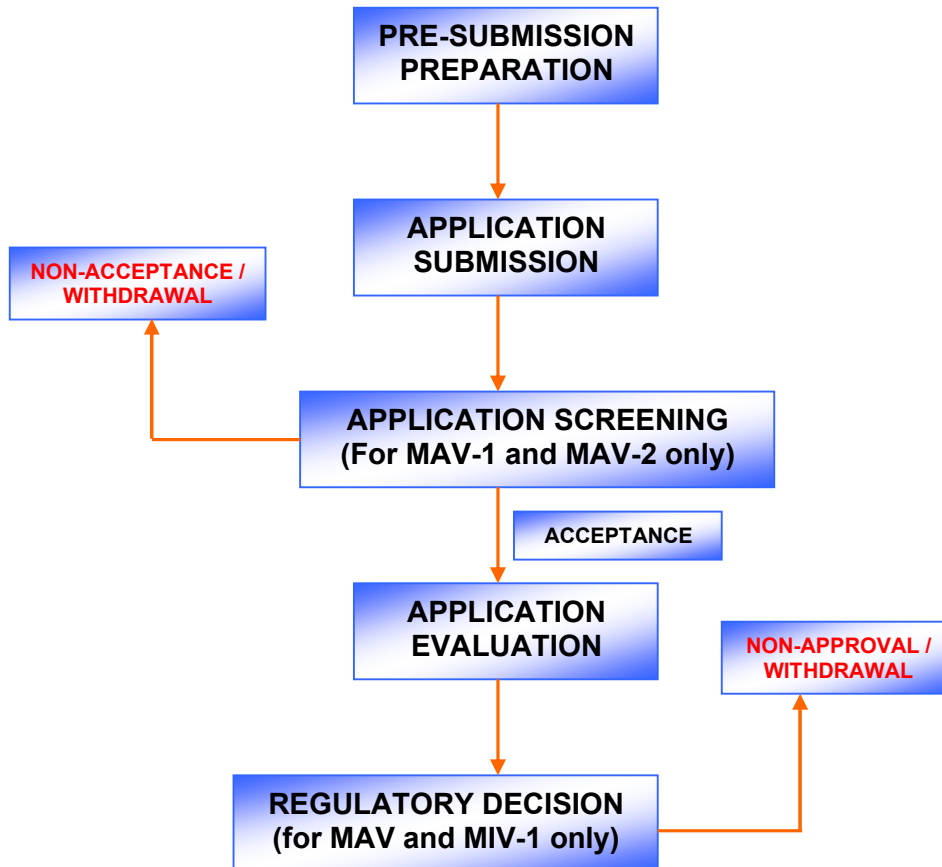 PRE-SUBMISSION
PREPARATION
APPLICATION
SUBMISSION
NON-ACCEPTANCE /
WITHDRAWAL
APPLICATION SCREENING
(For MAV-1 and MAV-2 only)
ACCEPTANCE
APPLICATION
EVALUATION
NON-APPROVAL /
WITHDRAWAL
REGULATORY DECISION
(for MAV and MIV-1 only)